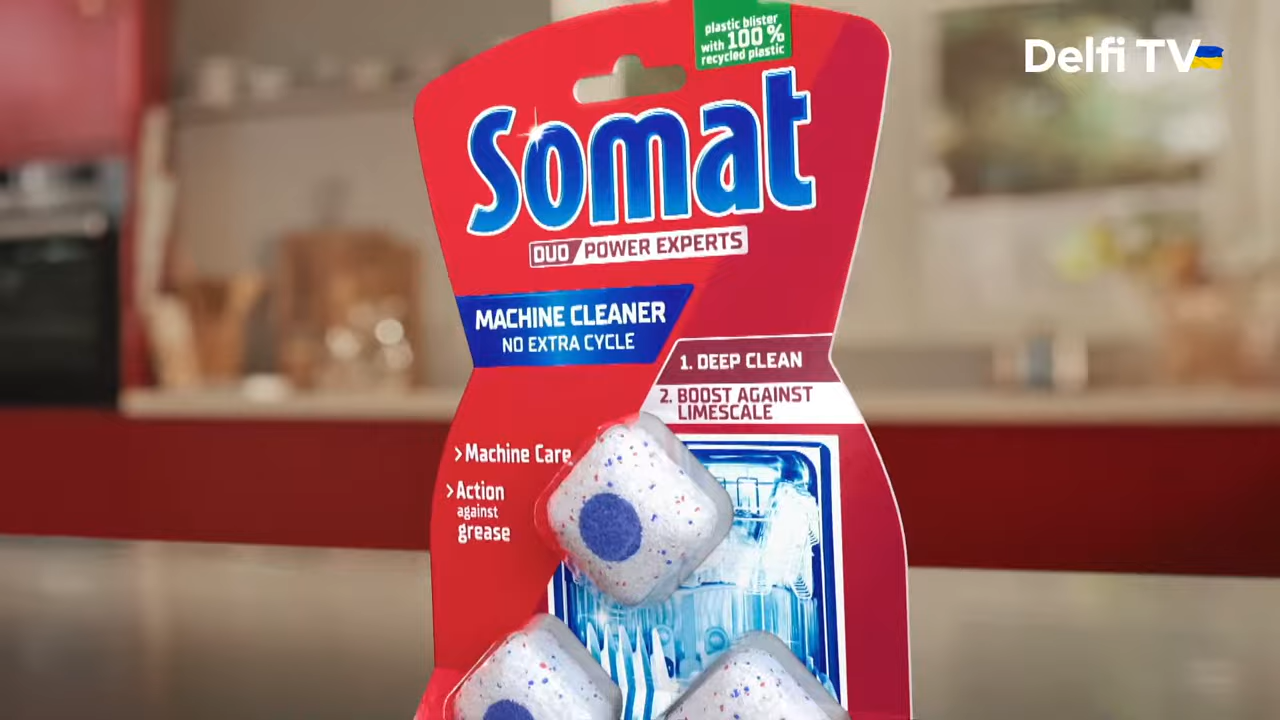 plastic blister
with 100 %
recycled plastic
Delfi TV
Somat
DUO POWER EXPERTS
MACHINE CLEANER
NO EXTRA CYCLE
1. DEEP CLEAN
2. BOOST AGAINST
LIMESCALE
> Machine Care
> Action
against
grease